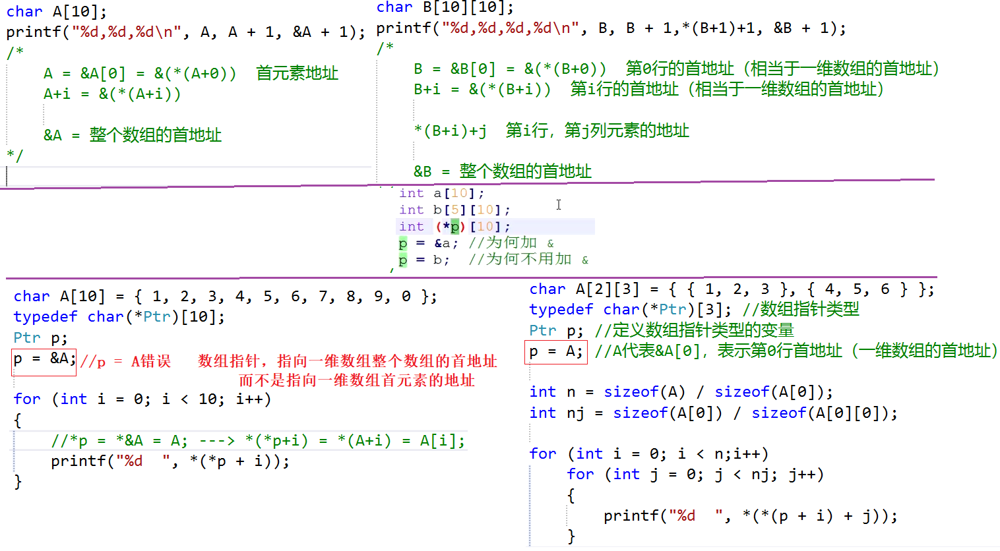 char A[10];
printf("%d,%d,%d\n", A, A + 1, &A + 1);
/*
A = &A[0] = &(*(A+0))  首元素地址
A+i = &(*(A+i))
&A = 整个数组的首地址
*/
char B[10][10];
printf("%d,%d,%d,%d\n", B, B + 1,*(B+1)+1, &B + 1);
/*
B = &B[0] = &(*(B+0))  第0行的首地址（相当于一维数组的首地址）
B+i = &(*(B+i))  第i行的首地址（相当于一维数组的首地址）
*(B+i)+j  第i行，第j列元素的地址
&B = 整个数组的首地址
int a[10];
int b[5][10];
int (*p)[10];
p = &a; //为何加 &
p = b;  //为何不用加 &
char A[10] = { 1, 2, 3, 4, 5, 6, 7, 8, 9, 0 };
typedef char(*Ptr)[10];
Ptr p;
p = &A; //p = A错误   数组指针，指向一维数组整个数组的首地址
而不是指向一维数组首元素的地址
for (int i = 0; i < 10; i++)
{
//*p = *&A = A; ---> *(*p+i) = *(A+i) = A[i];
printf("%d  ", *(*p + i));
}
char A[2][3] = { { 1, 2, 3 }, { 4, 5, 6 } };
typedef char(*Ptr)[3]; //数组指针类型
Ptr p; //定义数组指针类型的变量
p = A; //A代表&A[0]，表示第0行首地址（一维数组的首地址）
int n = sizeof(A) / sizeof(A[0]);
int nj = sizeof(A[0]) / sizeof(A[0][0]);
for (int i = 0; i < n;i++)
for (int j = 0; j < nj; j++)
{
printf("%d  ", *(*(p + i) + j));
}